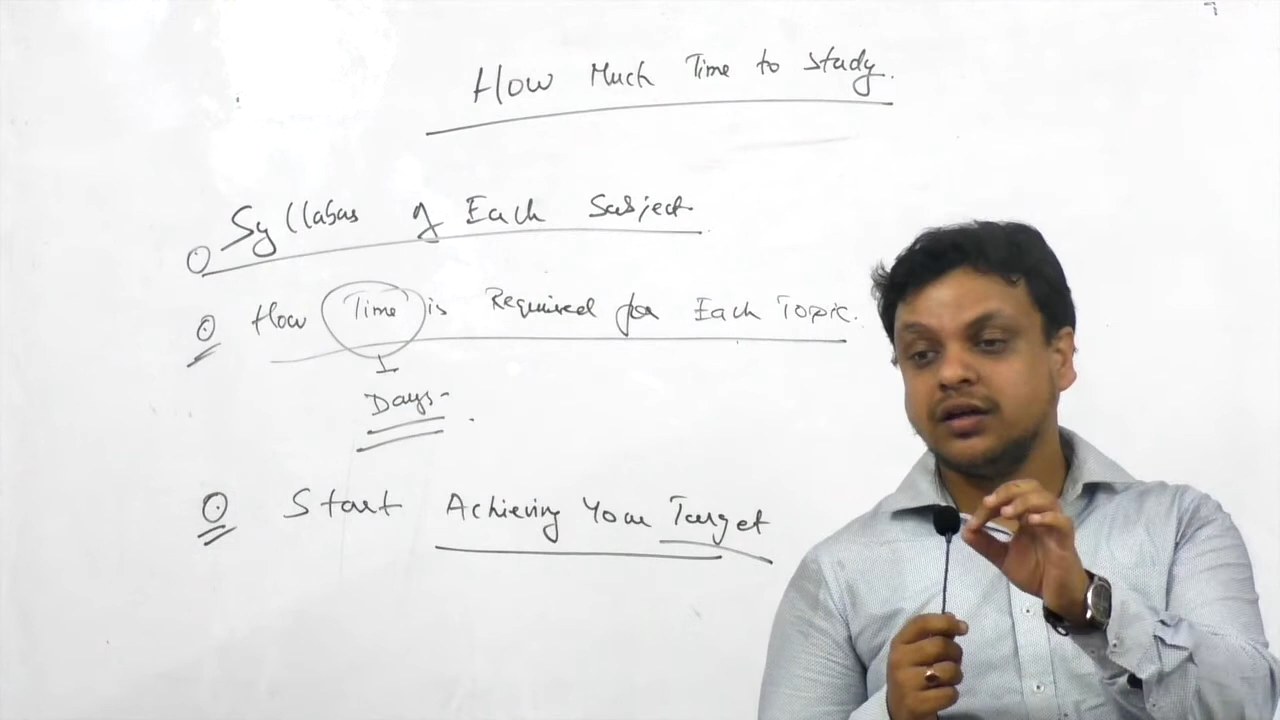 How Much Time to study.
Syllabus of Each Subject
How Time is Required for Each Topic.
Days
Start Achieving Your Target